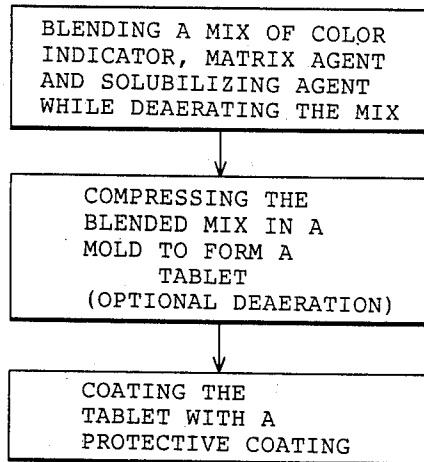 BLENDING A MIX OF COLOR
INDICATOR, MATRIX AGENT
AND SOLUBILIZING AGENT
WHILE DEAERATING THE MIX
COMPRESSING THE
BLENDED MIX IN A
MOLD TO FORM A
TABLET
(OPTIONAL DEAERATION)
COATING THE
TABLET WITH A
PROTECTIVE COATING